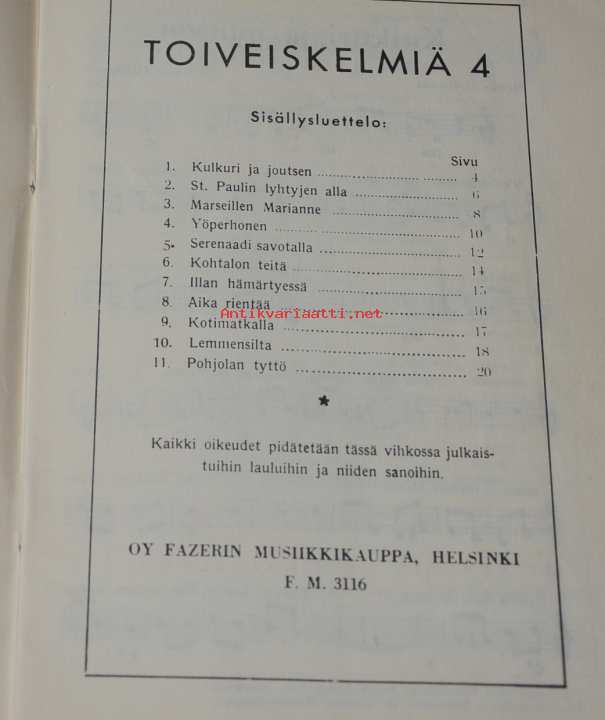 TOIVEISKELMIÄ 4
Sisällysluettelo:
Sivu
1. Kulkuri ja joutsen ........................ 4
2. St. Paulin lyhtyjen alla ........................ 6
3. Marseillen Marianne ........................ 8
4. Yöperhonen ........................ 10
5. Serenaadi savotalla ........................ 12
6. Kohtalon teitä ........................ 14
7. Illan hämärtyessä ........................ 15
8. Aika rientää ........................ 16
Antikvariaatti.net
9. Kotimatkalla ........................ 17
10. Lemmensilta ........................ 18
11. Pohjolan tyttö ........................ 20
★
Kaikki oikeudet pidätetään tässä vihkossa julkais-
tuihin lauluihin ja niiden sanoihin.
OY FAZERIN MUSIIKKIKAUPPA, HELSINKI
F. M. 3116